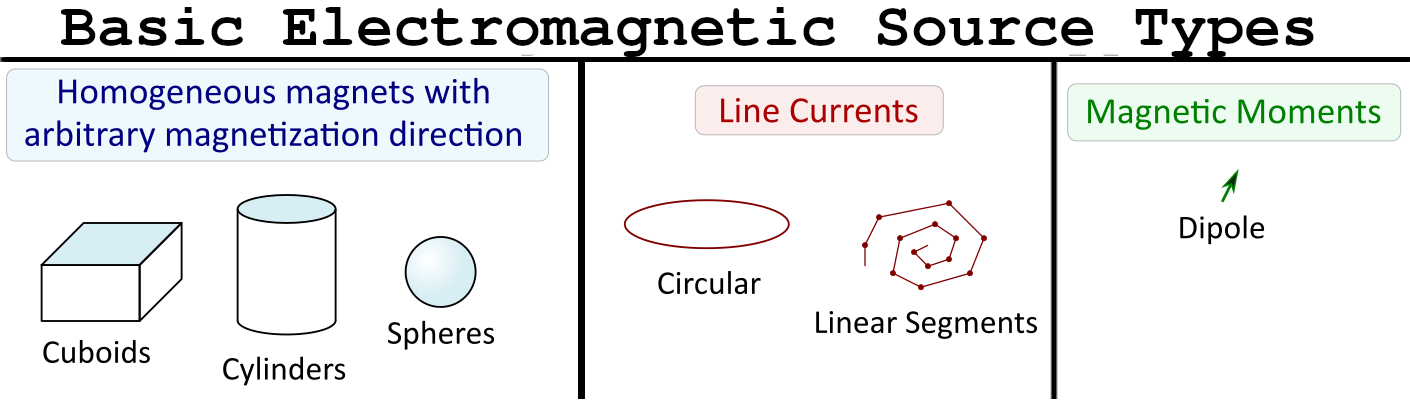 Basic Electromagnetic Source Types
Homogeneous magnets with
arbitrary magnetization direction
Cuboids
Cylinders
Spheres
Line Currents
Circular
Linear Segments
Magnetic Moments
Dipole